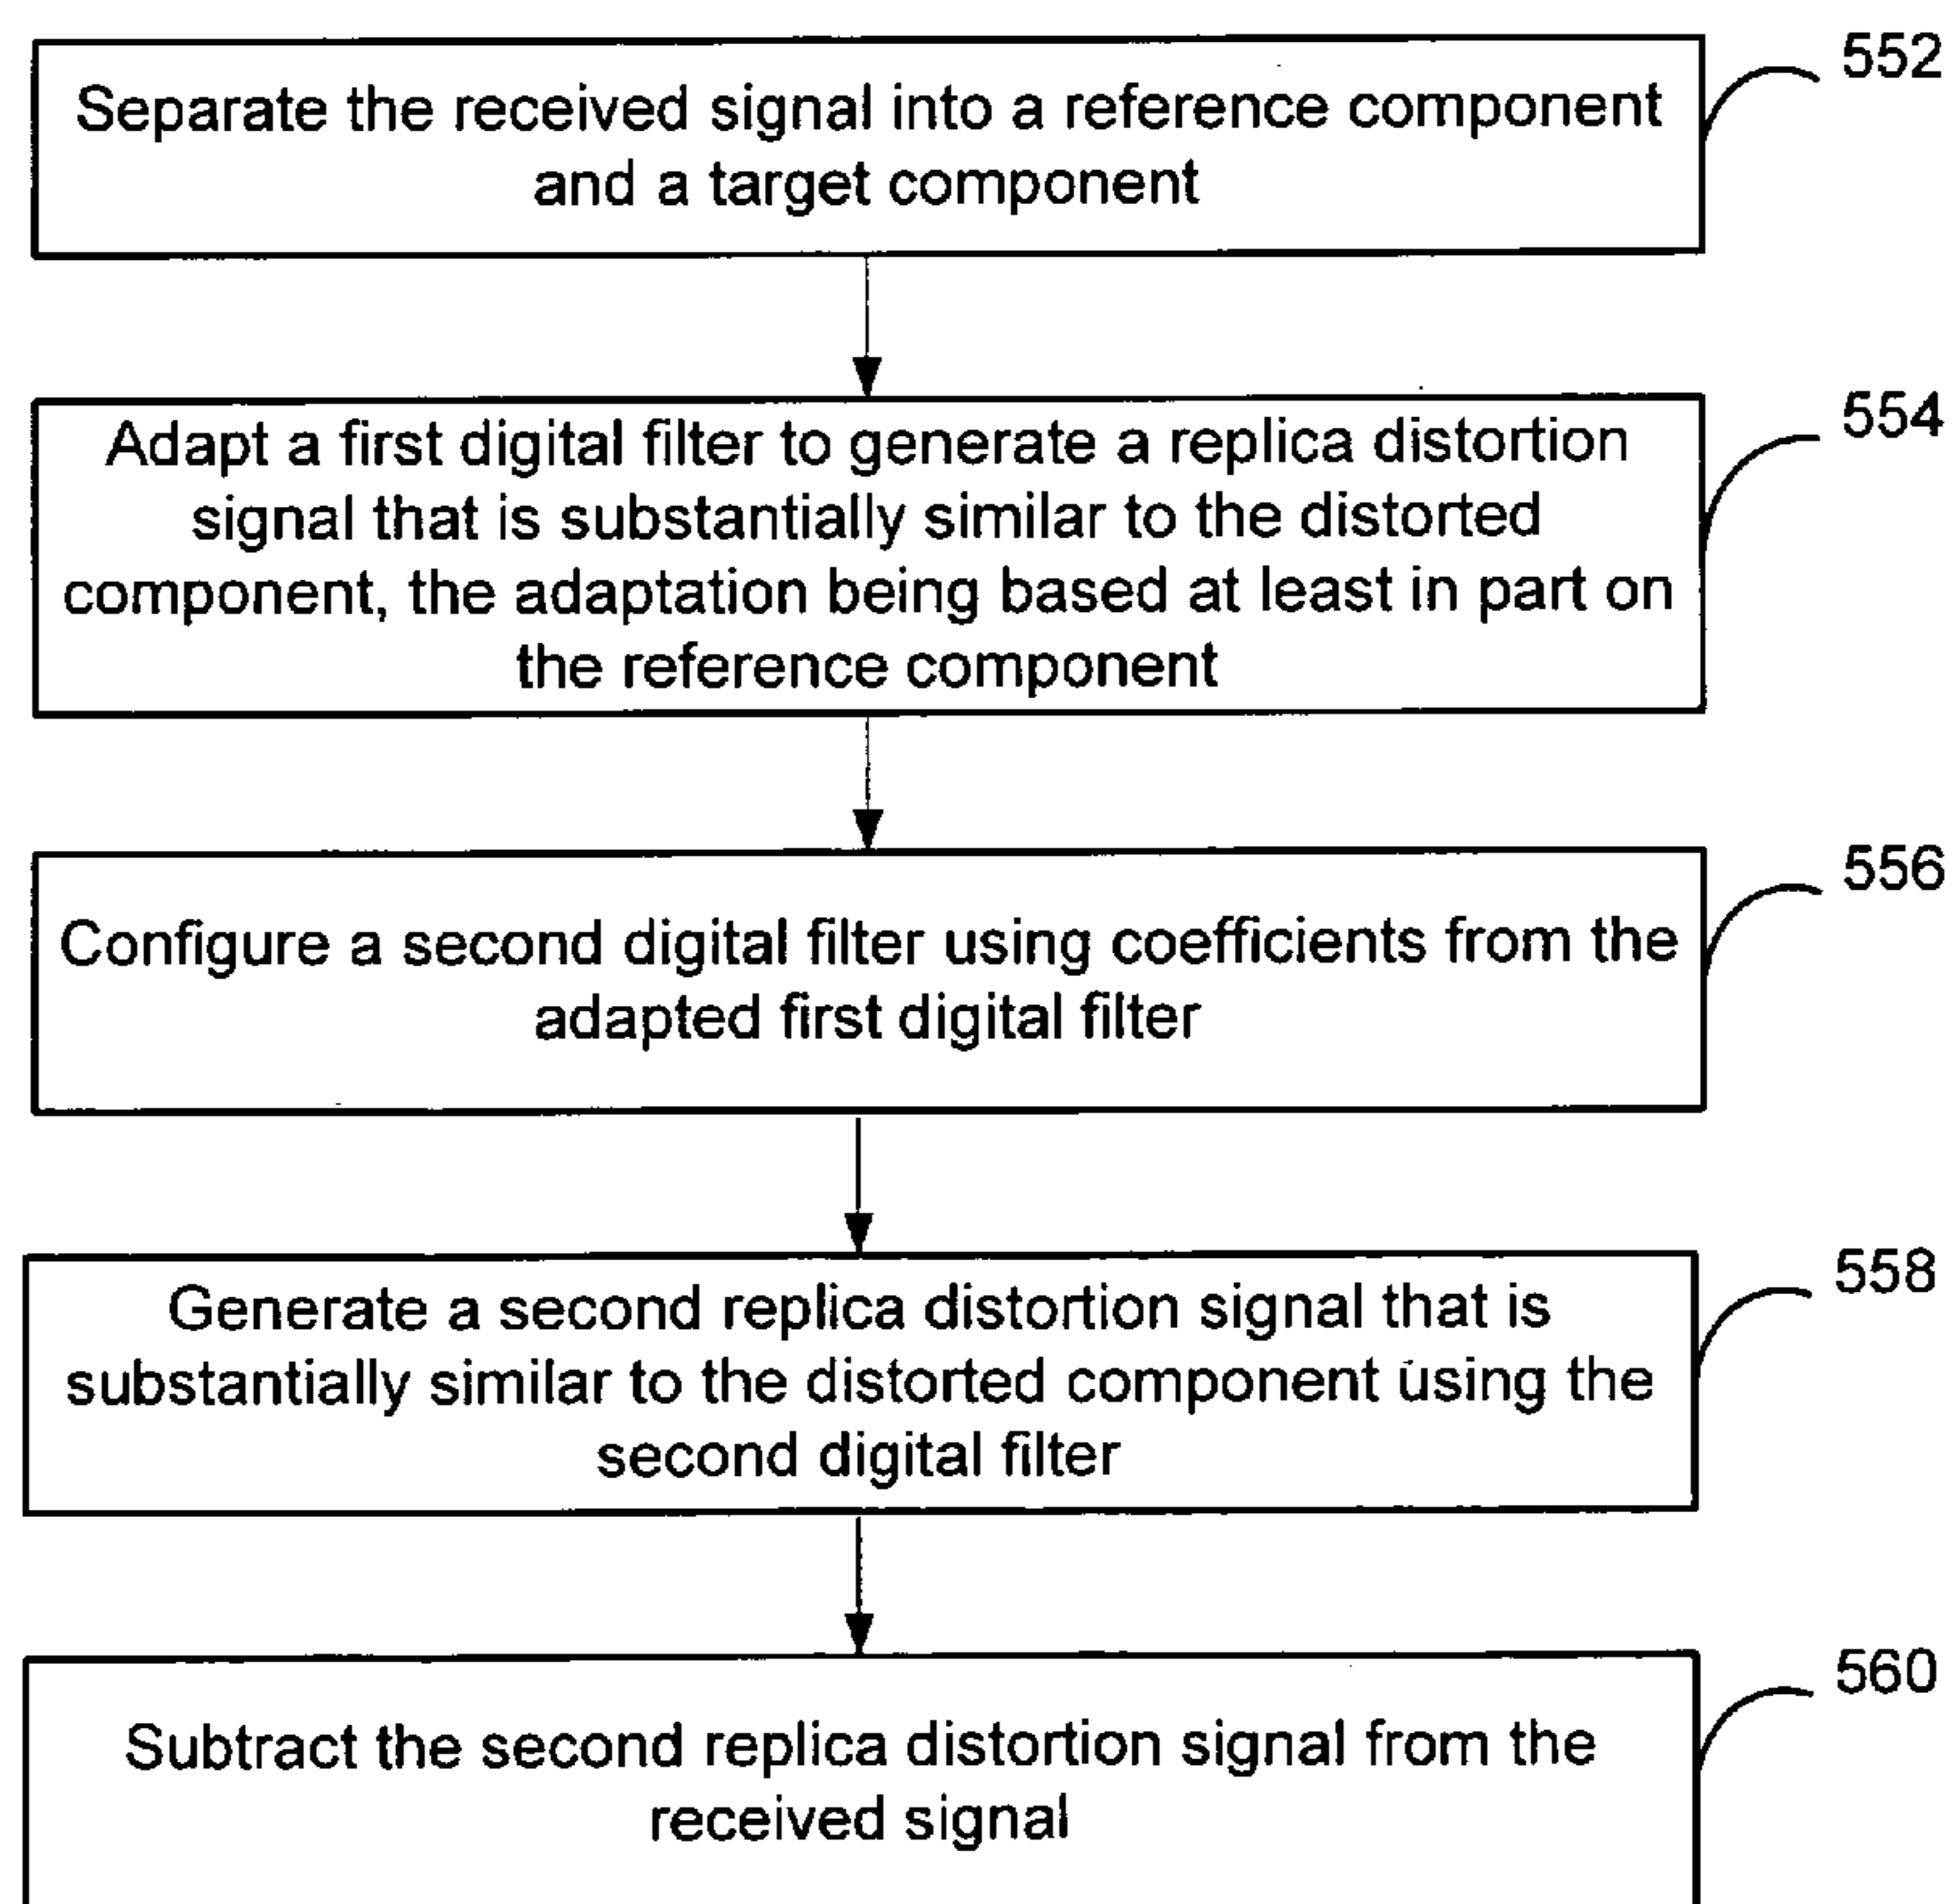 552
Separate the received signal into a reference component
and a target component
554
Adapt a first digital filter to generate a replica distortion
signal that is substantially similar to the distorted
component, the adaptation being based at least in part on
the reference component
556
Configure a second digital filter using coefficients from the
adapted first digital filter
558
Generate a second replica distortion signal that is
substantially similar to the distorted component using the
second digital filter
560
Subtract the second replica distortion signal from the
received signal